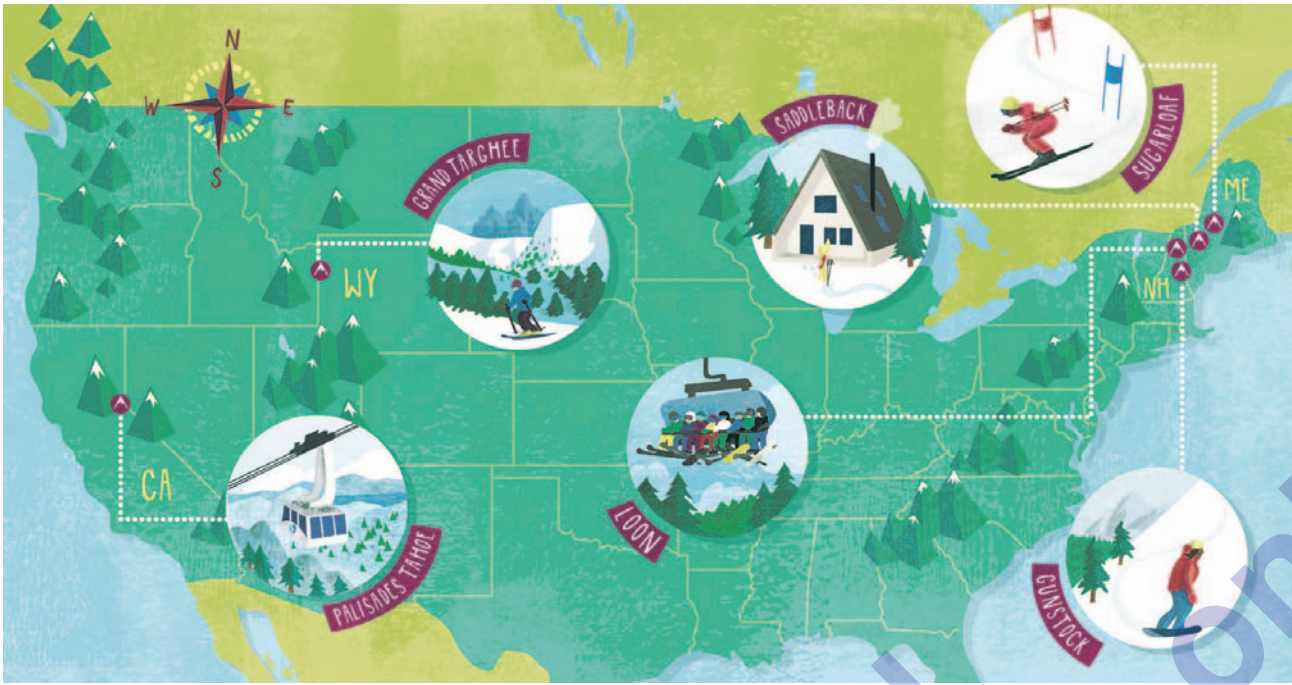 N
W E
S
GRAND TARGHEE
SADDLEBACK
SUGARLOAF
ME
WY
NH
CA
LOON
PALISADES TAHOE
GUNSTOCK